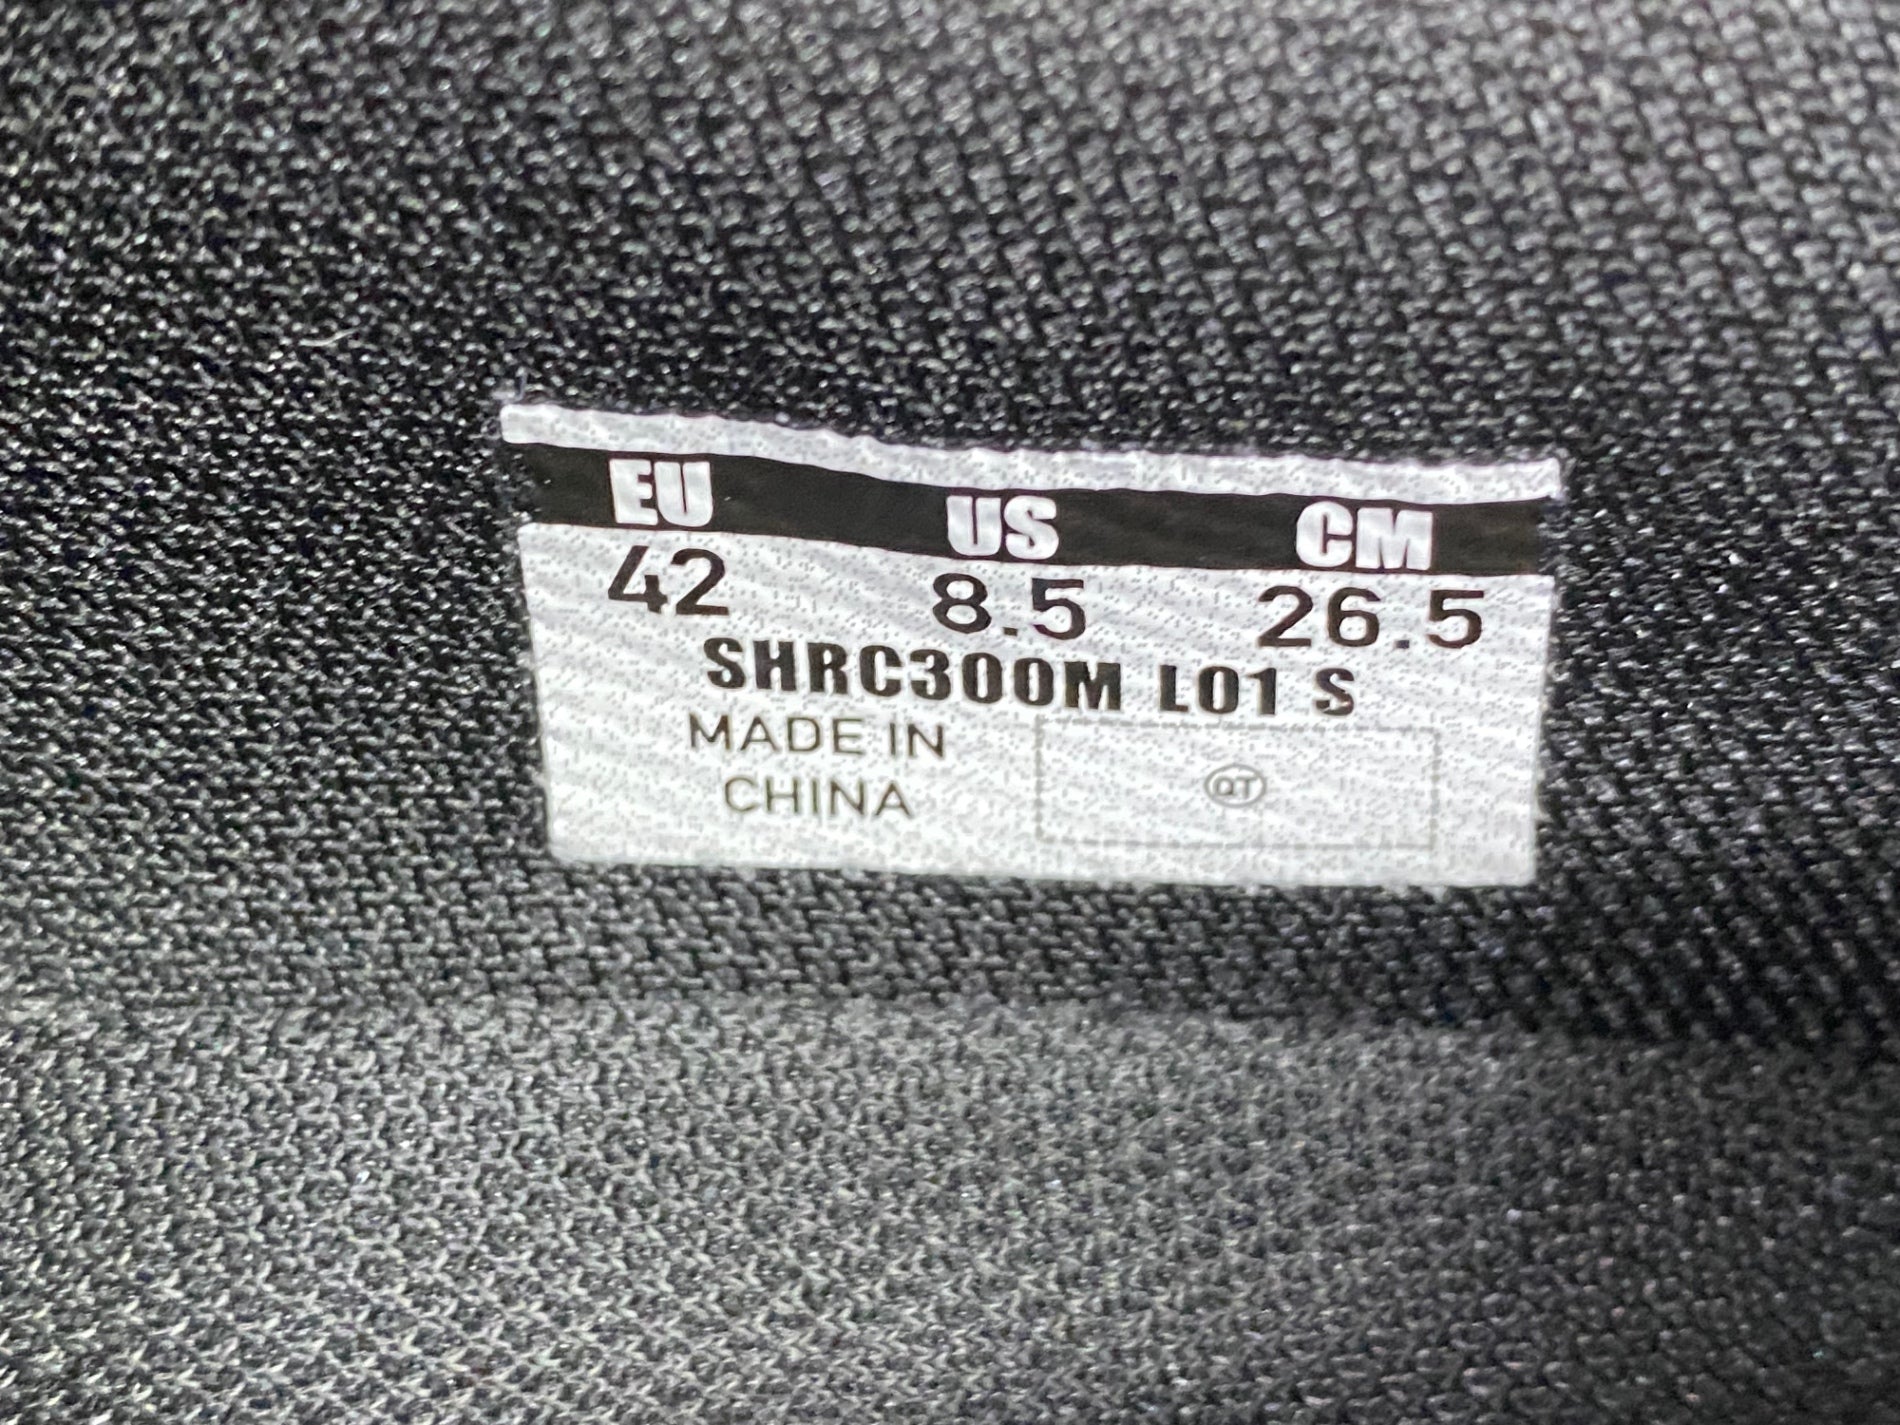 EU US CM
42 8.5 26.5
SHRC300M L01 S
MADE IN
CHINA
QT